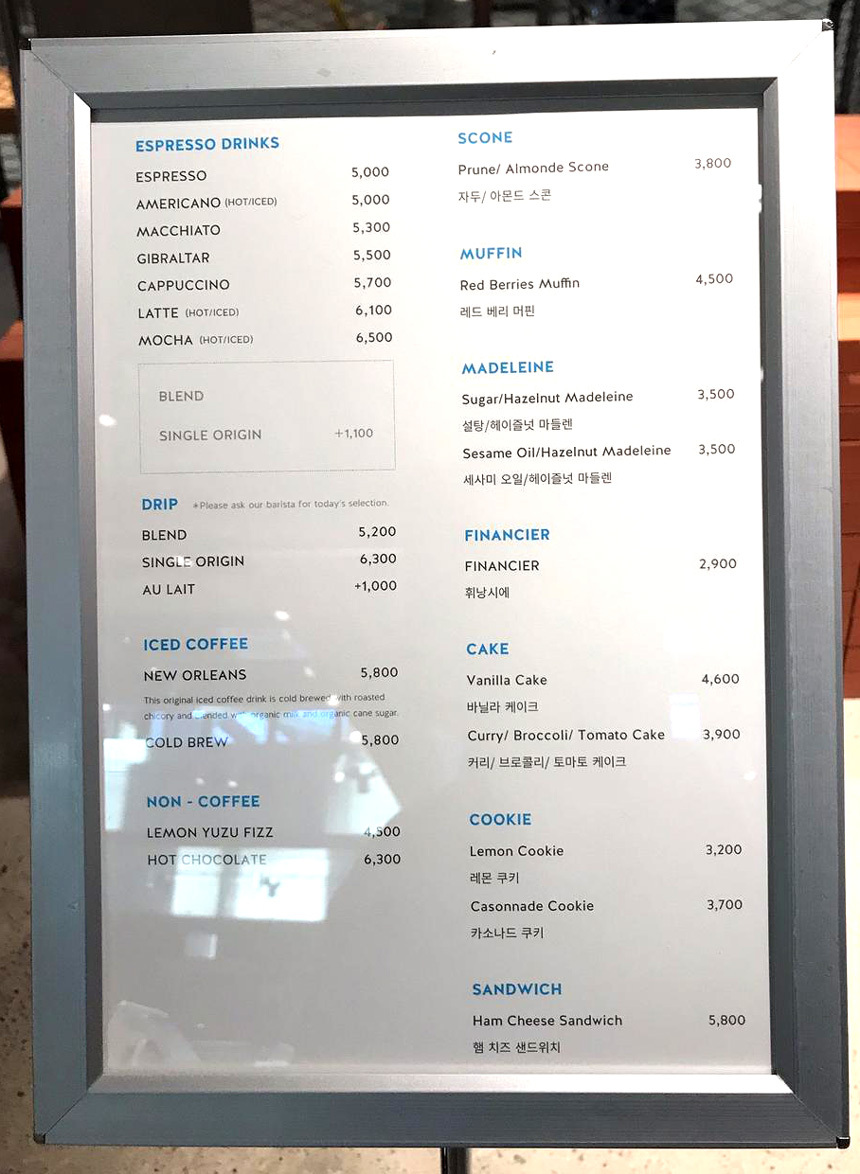 ESPRESSO DRINKS
ESPRESSO 5,000
AMERICANO (HOT/ICED) 5,000
MACCHIATO 5,300
GIBRALTAR 5,500
CAPPUCCINO 5,700
LATTE (HOT/ICED) 6,100
MOCHA (HOT/ICED) 6,500
BLEND
SINGLE ORIGIN +1,100
DRIP *Please ask our barista for today's selection.
BLEND 5,200
SINGLE ORIGIN 6,300
AU LAIT +1,000
ICED COFFEE
NEW ORLEANS 5,800
This original iced coffee drink is cold brewed with roasted
chicory and blended with organic milk and organic cane sugar.
COLD BREW 5,800
NON - COFFEE
LEMON YUZU FIZZ 4,500
HOT CHOCOLATE 6,300
SCONE
Prune/ Almonde Scone 3,800
자두/ 아몬드 스콘
MUFFIN
Red Berries Muffin 4,500
레드 베리 머핀
MADELEINE
Sugar/Hazelnut Madeleine 3,500
설탕/헤이즐넛 마들렌
Sesame Oil/Hazelnut Madeleine 3,500
세사미 오일/헤이즐넛 마들렌
FINANCIER
FINANCIER 2,900
휘낭시에
CAKE
Vanilla Cake 4,600
바닐라 케이크
Curry/ Broccoli/ Tomato Cake 3,900
커리/ 브로콜리/ 토마토 케이크
COOKIE
Lemon Cookie 3,200
레몬 쿠키
Casonnade Cookie 3,700
카소나드 쿠키
SANDWICH
Ham Cheese Sandwich 5,800
햄 치즈 샌드위치